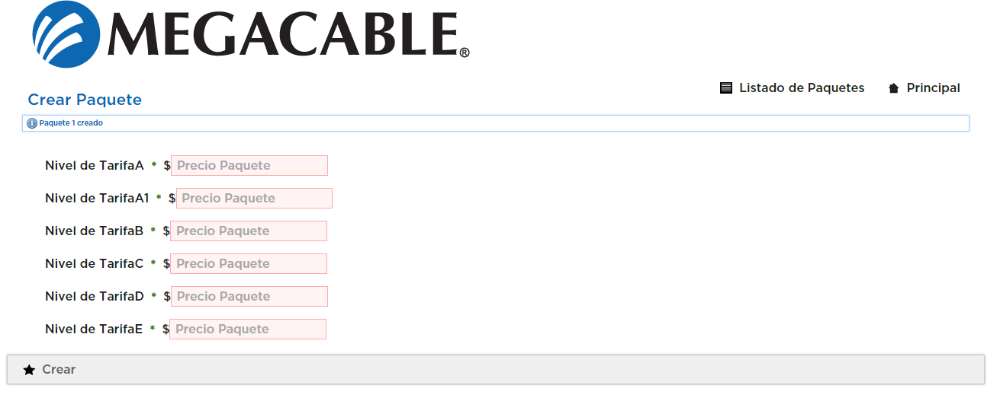 MEGACABLE®
Listado de Paquetes
Principal
Crear Paquete
Paquete 1 creado
Nivel de TarifaA * $ Precio Paquete
Nivel de TarifaA1 * $ Precio Paquete
Nivel de TarifaB * $ Precio Paquete
Nivel de TarifaC * $ Precio Paquete
Nivel de TarifaD * $ Precio Paquete
Nivel de TarifaE * $ Precio Paquete
Crear